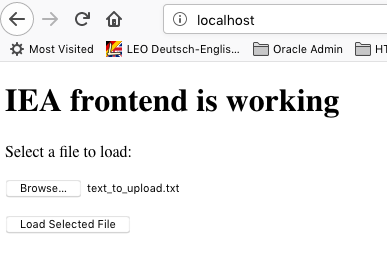 localhost
Most Visited LEO Deutsch-Englis... Oracle Admin HT
IEA frontend is working
Select a file to load:
Browse... text_to_upload.txt
Load Selected File